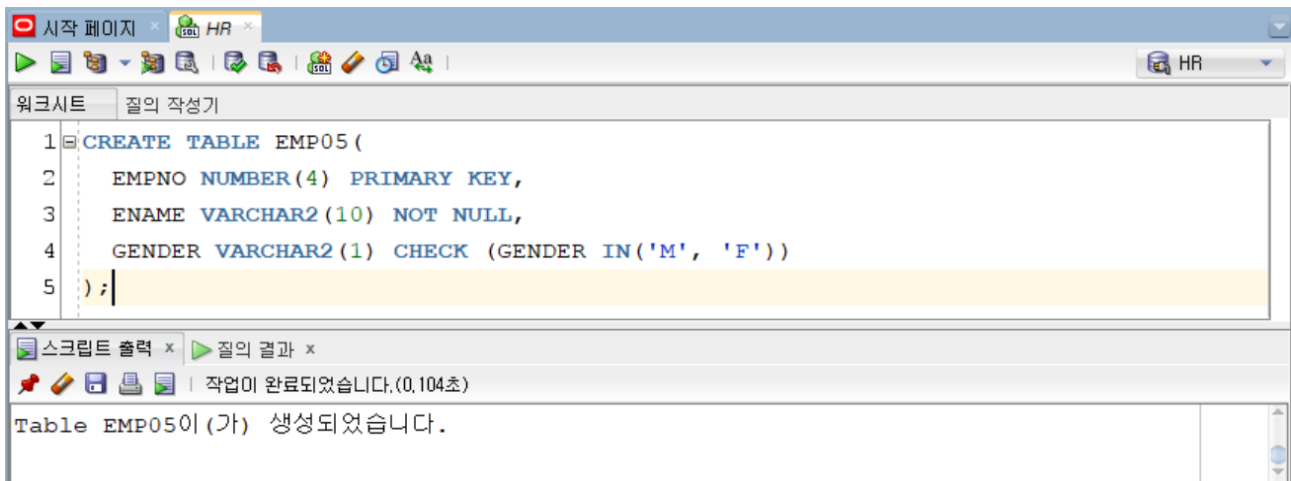 시작 페이지 HR
HR
워크시트 질의 작성기
1 CREATE TABLE EMP05(
2 EMPNO NUMBER(4) PRIMARY KEY,
3 ENAME VARCHAR2(10) NOT NULL,
4 GENDER VARCHAR2(1) CHECK (GENDER IN('M', 'F'))
5 );
스크립트 출력 x 질의 결과 x
작업이 완료되었습니다.(0,104초)
Table EMP05이(가) 생성되었습니다.